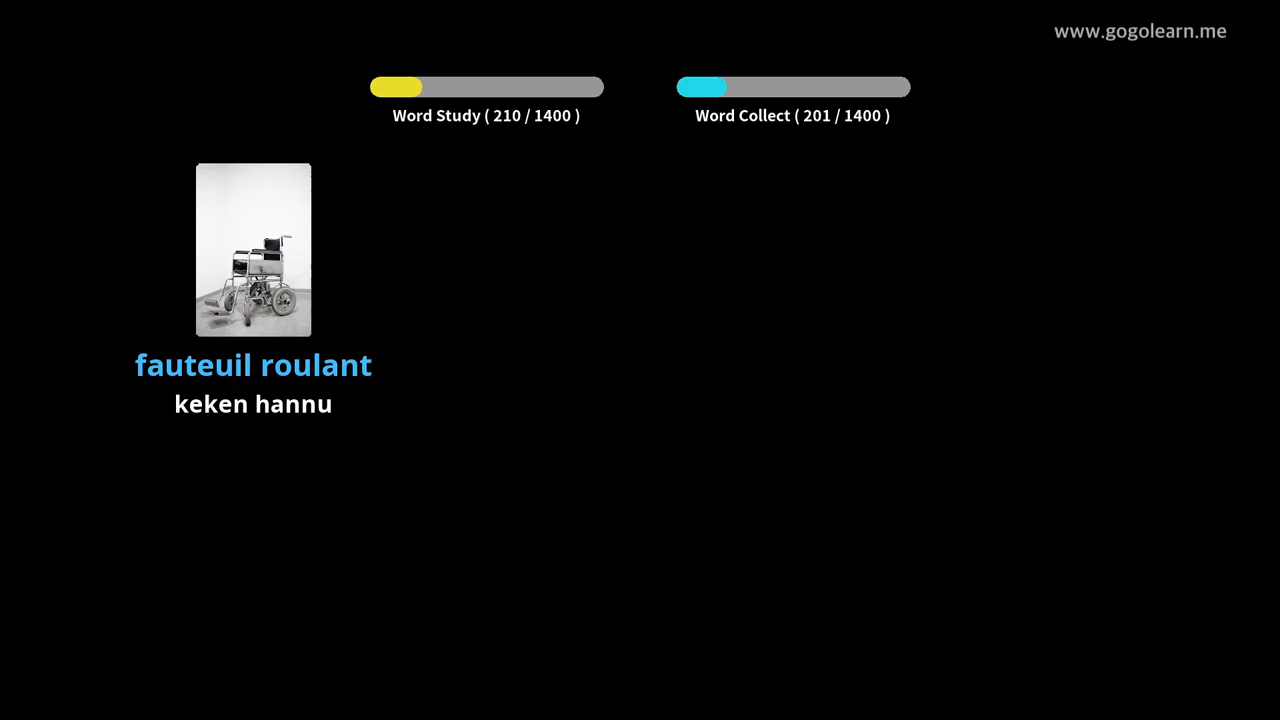 www.gogolearn.me
Word Study ( 210 / 1400 )
Word Collect ( 201 / 1400 )
fauteuil roulant
keken hannu